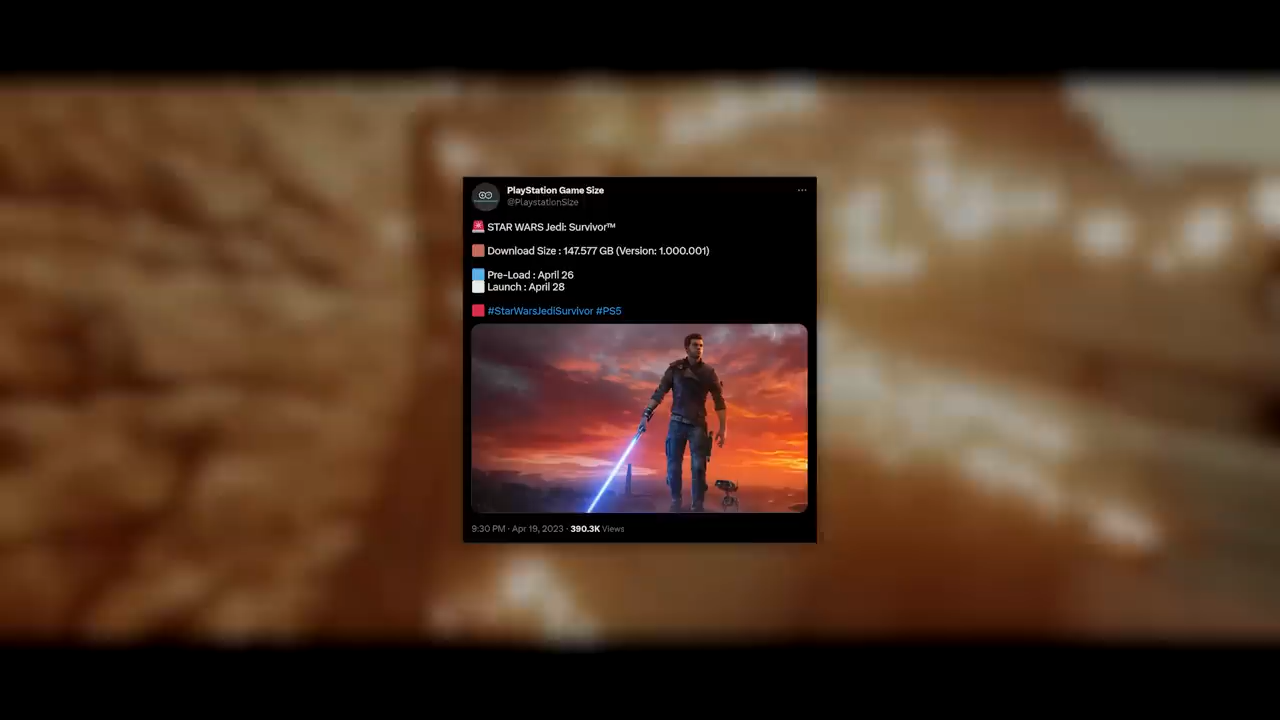 PlayStation Game Size
@PlaystationSize
STAR WARS Jedi: Survivor™
Download Size : 147.577 GB (Version: 1.000.001)
Pre-Load : April 26
Launch : April 28
#StarWarsJediSurvivor #PS5
9:30 PM · Apr 19, 2023 · 390.3K Views